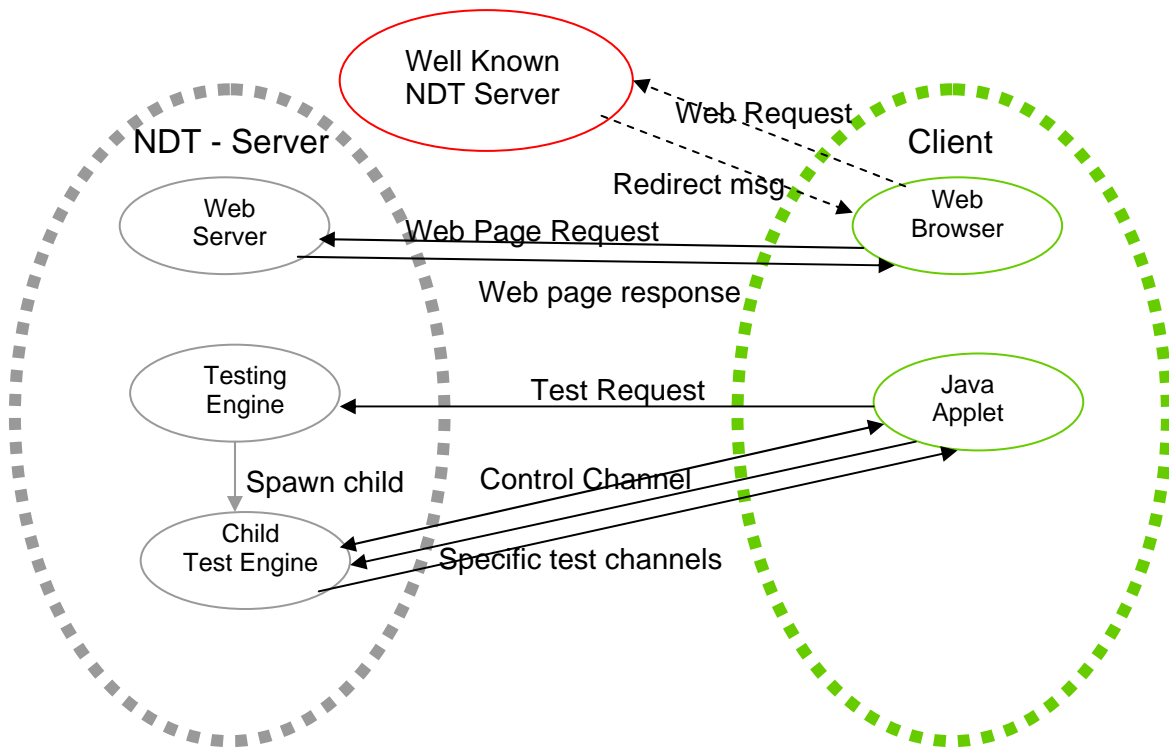 Well Known
NDT Server
Web Request
NDT - Server
Client
Redirect msg
Web
Server
Web
Browser
Web Page Request
Web page response
Testing
Engine
Test Request
Java
Applet
Spawn child
Control Channel
Child
Test Engine
Specific test channels